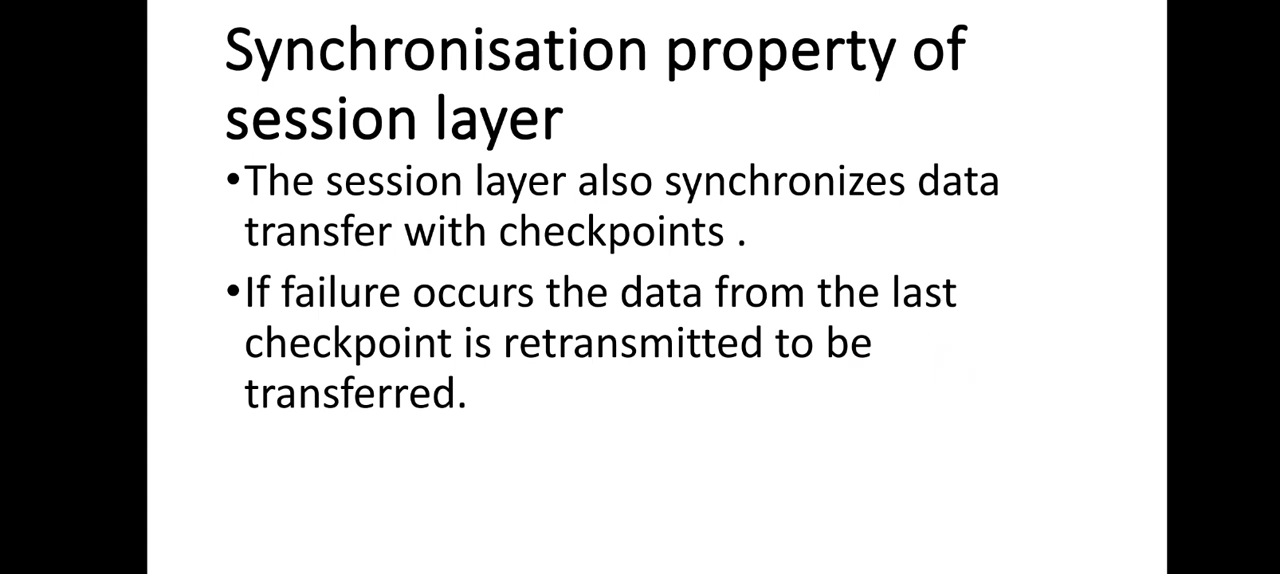 Synchronisation property of
session layer
•The session layer also synchronizes data
transfer with checkpoints .
•If failure occurs the data from the last
checkpoint is retransmitted to be
transferred.